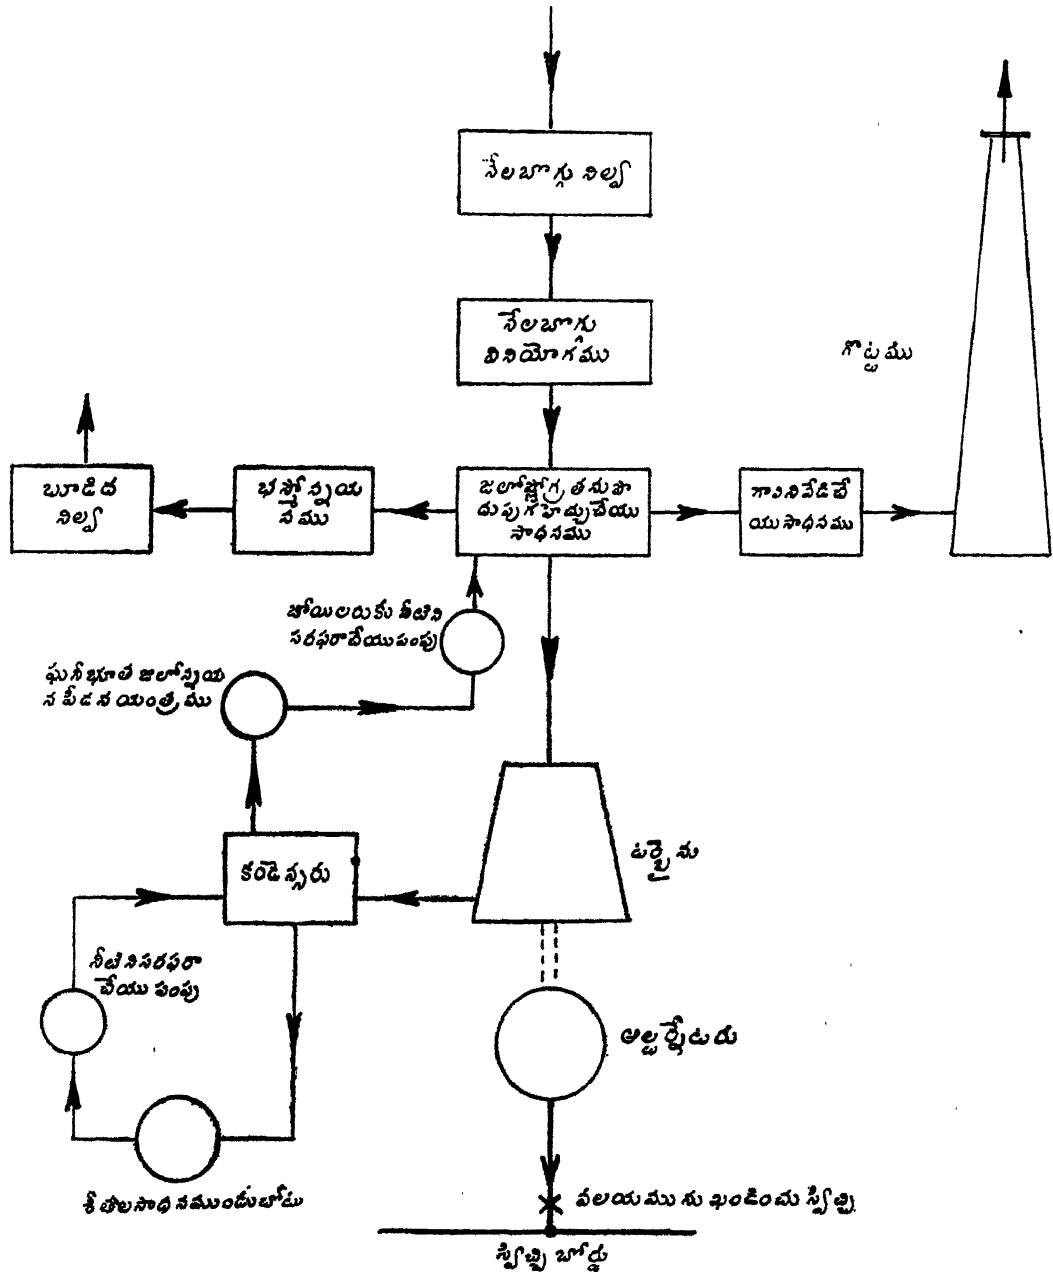 నేలబొగ్గు నిల్వ
నేలబొగ్గు
వినియోగము
గొట్టము
బూడిద
నిల్వ
భస్మోన్నయ
నము
జలోష్ణోగ్రతనుపొ
దుపుగహెచ్చుచేయు
సాధనము
గాలినివేడిచే
యుసాధనము
బోయిలరుకు నీటిని
సరఫరాచేయుపంపు
ఘనీభూత జలోన్నయ
న పీడన యంత్రము
కండెన్సరు
టర్బైను
నీటినిసరఫరా
చేయు పంపు
ఆల్టర్నేటరు
శీతలసాధనముండుచోటు
వలయమును ఖండించు స్విచ్చి
స్విచ్చి బోర్డు